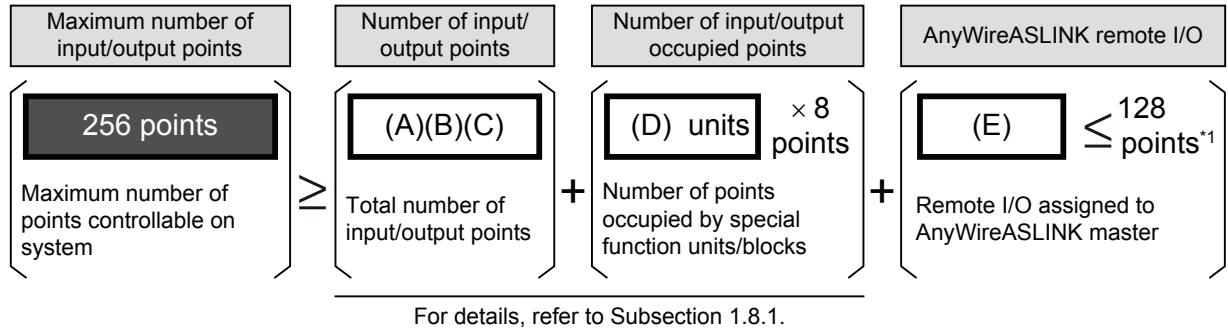 Maximum number of
input/output points
Number of input/
output points
Number of input/output
occupied points
AnyWireASLINK remote I/O
256 points
Maximum number of
points controllable on
system
≥
(A)(B)(C)
Total number of
input/output points
+
(D) units
× 8
points
Number of points
occupied by special
function units/blocks
+
(E)
≤ 128
points*1
Remote I/O assigned to
AnyWireASLINK master
For details, refer to Subsection 1.8.1.